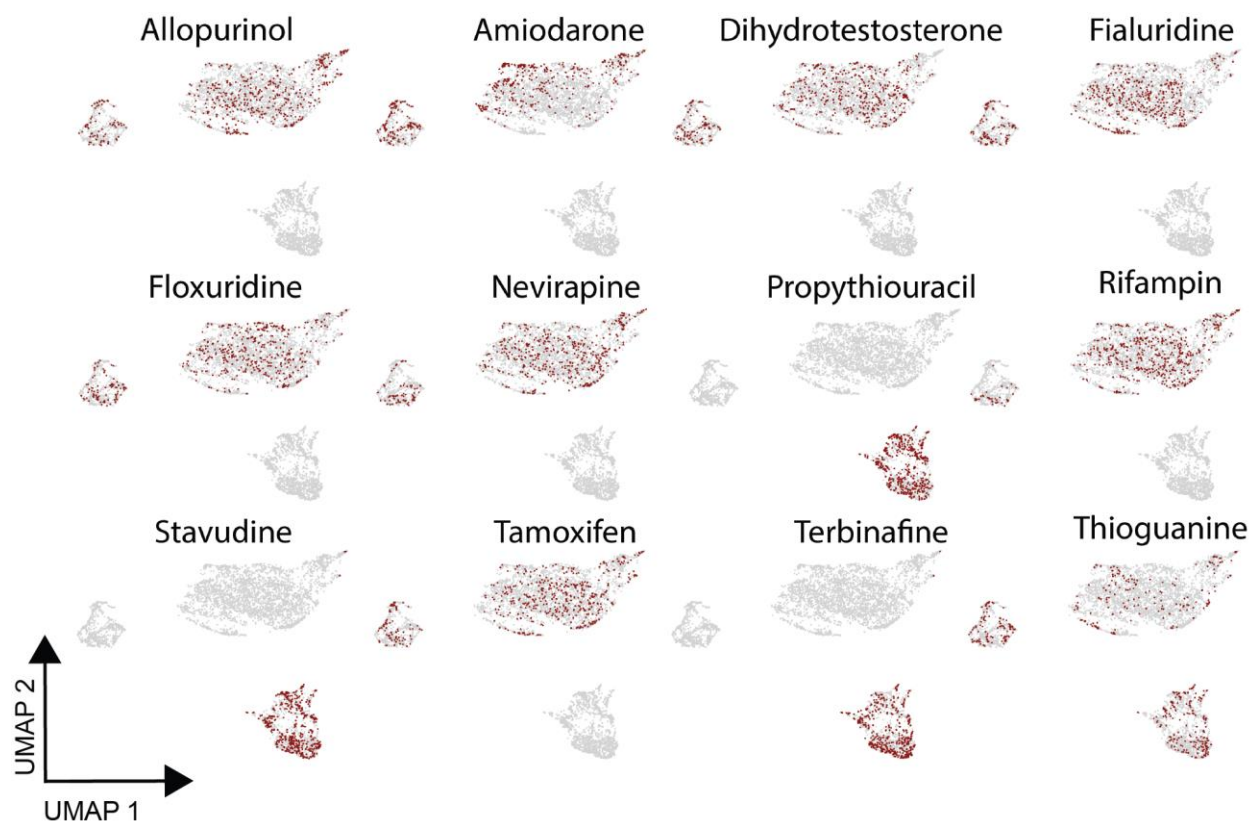 Allopurinol
Amiodarone
Dihydrotestosterone
Fialuridine
Floxuridine
Nevirapine
Propythiouracil
Rifampin
Stavudine
Tamoxifen
Terbinafine
Thioguanine
UMAP 2
UMAP 1